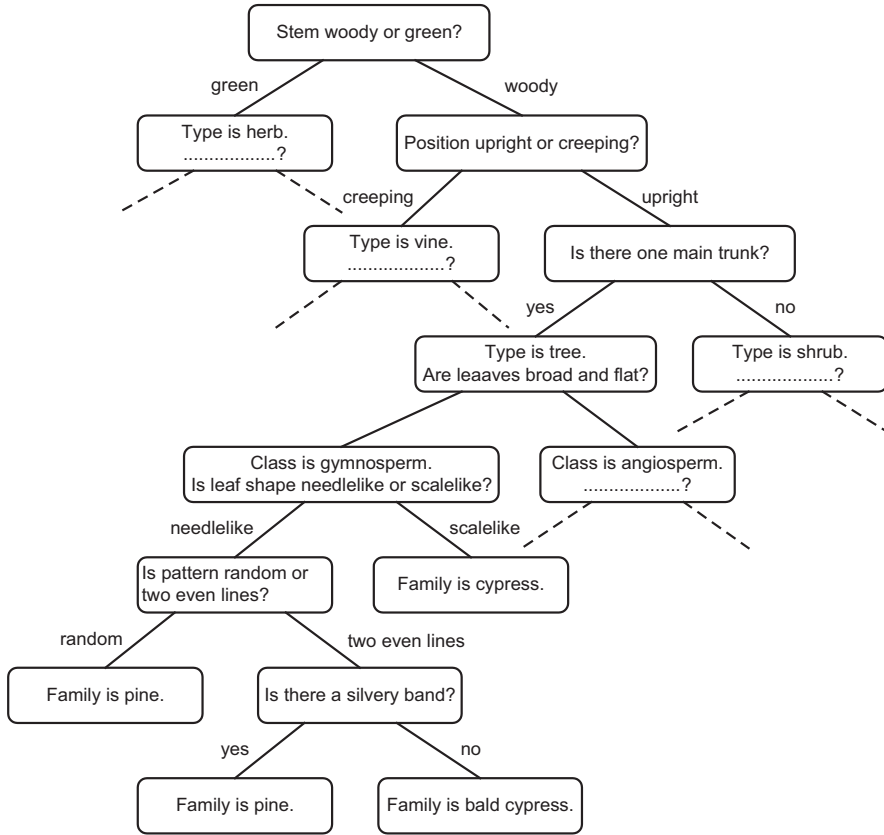 Stem woody or green?
green
woody
Type is herb.
..................?
Position upright or creeping?
creeping
upright
Type is vine.
...................?
Is there one main trunk?
yes
no
Type is tree.
Are leaaves broad and flat?
Type is shrub.
...................?
Class is gymnosperm.
Is leaf shape needlelike or scalelike?
Class is angiosperm.
...................?
needlelike
scalelike
Is pattern random or
two even lines?
Family is cypress.
random
two even lines
Family is pine.
Is there a silvery band?
yes
no
Family is pine.
Family is bald cypress.